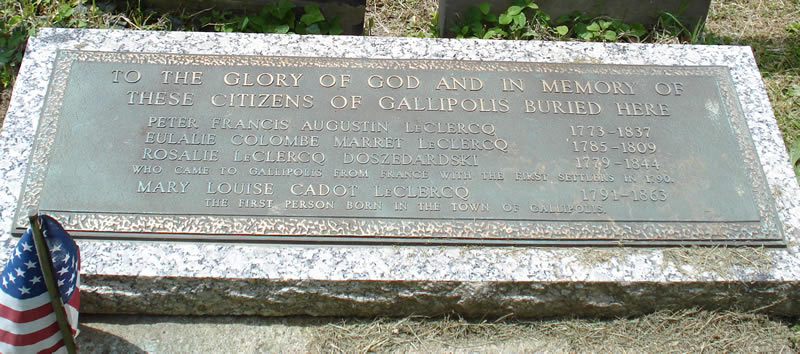 TO THE GLORY OF GOD AND IN MEMORY OF
THESE CITIZENS OF GALLIPOLIS BURIED HERE
PETER FRANCIS AUGUSTIN LeCLERCQ 1773-1837
EULALIE COLOMBE MARRET LeCLERCQ 1785-1809
ROSALIE LeCLERCQ DOSZEDARDSKI 1779-1844
WHO CAME TO GALLIPOLIS FROM FRANCE WITH THE FIRST SETTLERS IN 1790.
MARY LOUISE CADOT LeCLERCQ 1791-1863
THE FIRST PERSON BORN IN THE TOWN OF GALLIPOLIS.